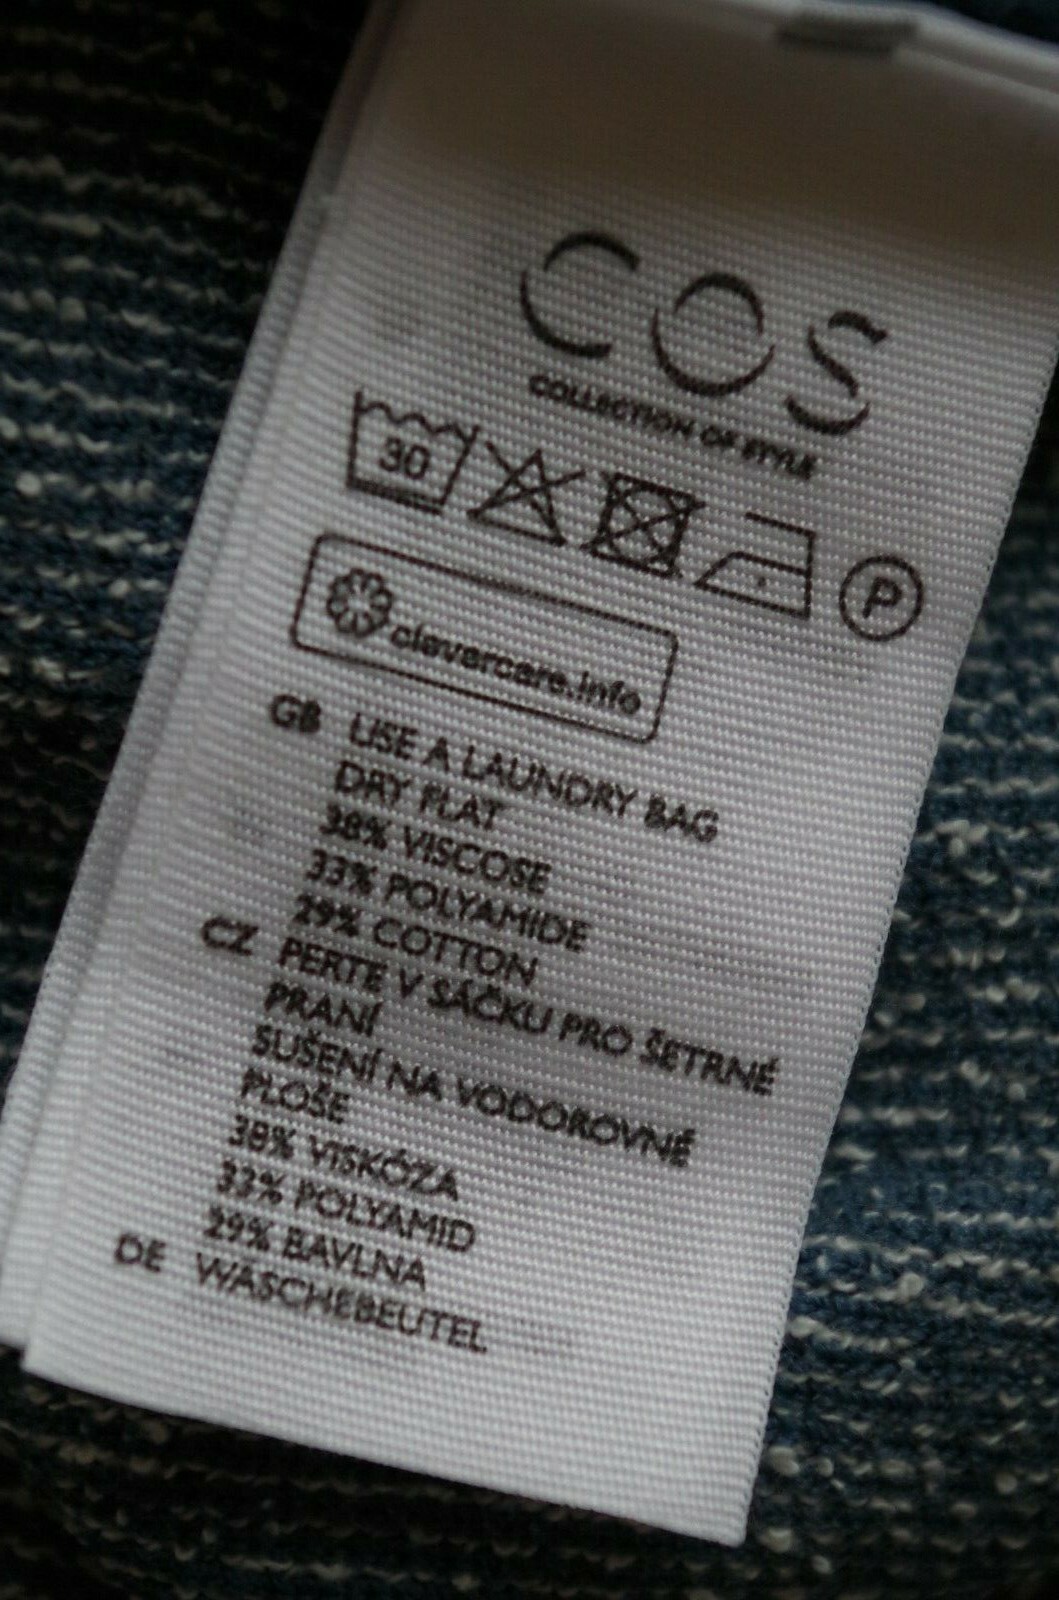 COS
COLLECTION OF STYLE
30
P
clevercare.info
GB USE A LAUNDRY BAG
DRY FLAT
38% VISCOSE
33% POLYAMIDE
29% COTTON
CZ PERTE V SÁČKU PRO ŠETRNÉ
PRANÍ
SUŠENÍ NA VODOROVNÉ
PLOŠE
38% VISKÓZA
33% POLYAMID
29% BAVLNA
DE WÄSCHEBEUTEL